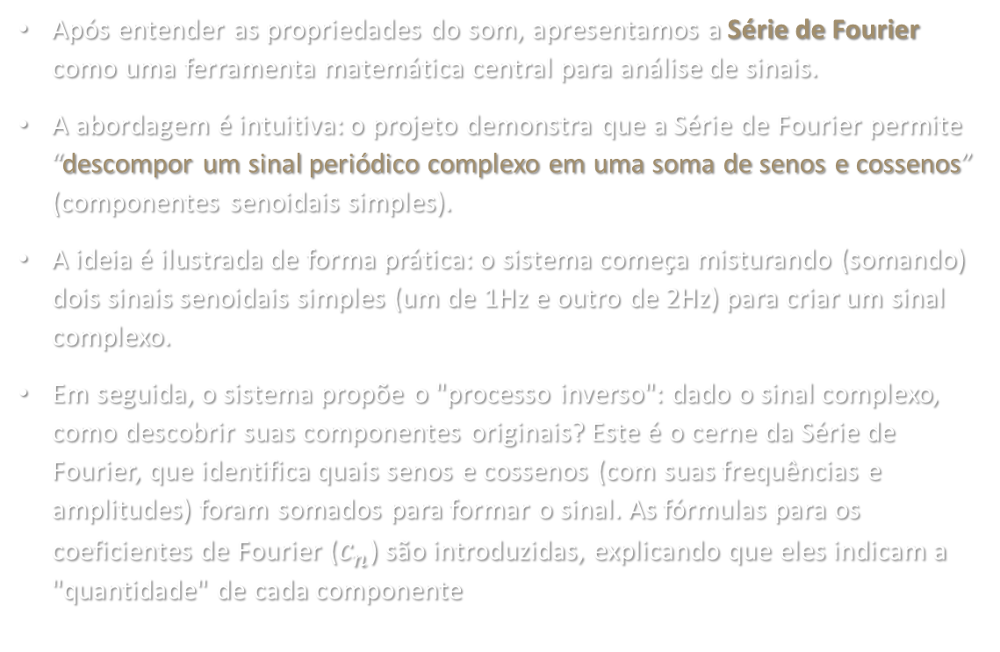 • Após entender as propriedades do som, apresentamos a Série de Fourier
como uma ferramenta matemática central para análise de sinais.
• A abordagem é intuitiva: o projeto demonstra que a Série de Fourier permite
“descompor um sinal periódico complexo em uma soma de senos e cossenos”
(componentes senoidais simples).
• A ideia é ilustrada de forma prática: o sistema começa misturando (somando)
dois sinais senoidais simples (um de 1Hz e outro de 2Hz) para criar um sinal
complexo.
• Em seguida, o sistema propõe o "processo inverso": dado o sinal complexo,
como descobrir suas componentes originais? Este é o cerne da Série de
Fourier, que identifica quais senos e cossenos (com suas frequências e
amplitudes) foram somados para formar o sinal. As fórmulas para os
coeficientes de Fourier (𝑐ₙ) são introduzidas, explicando que eles indicam a
"quantidade" de cada componente